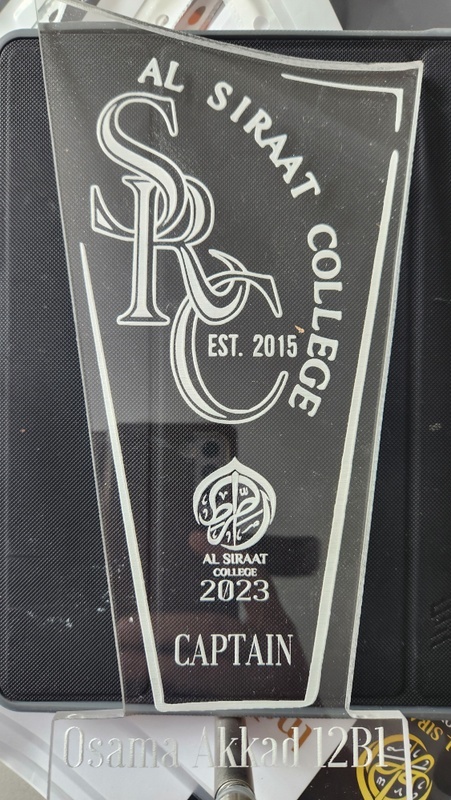 AL SIRAAT COLLEGE
SRC
EST. 2015
AL SIRAAT
COLLEGE
2023
CAPTAIN
Osama Akkad 12B1